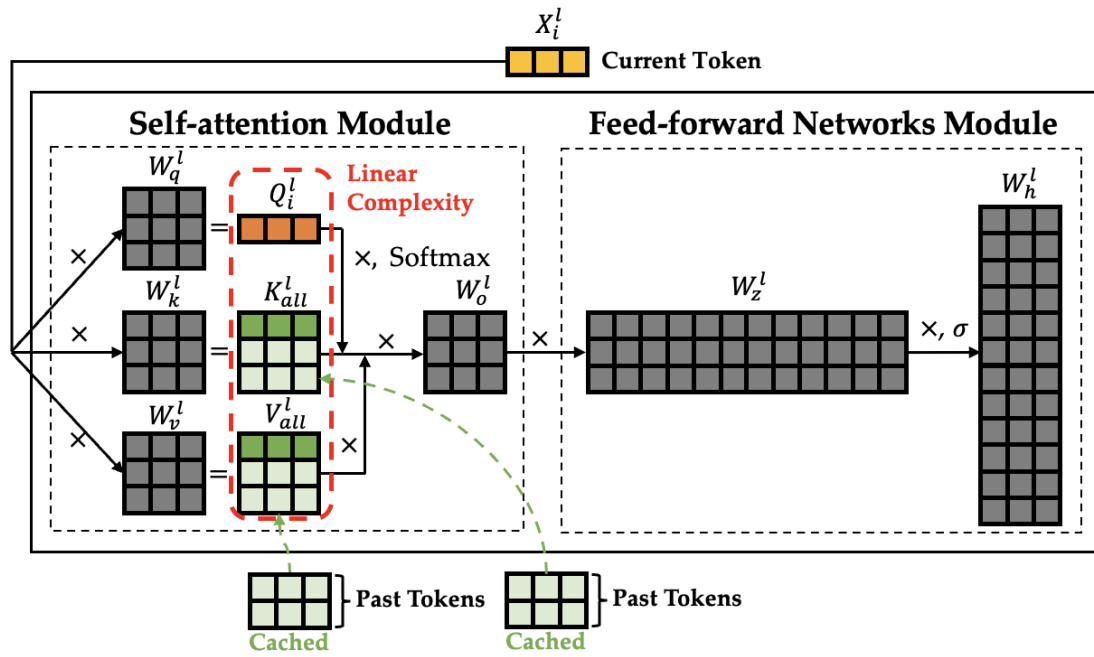 X_i^l
Current Token
Self-attention Module
Feed-forward Networks Module
W_q^l
Q_i^l
Linear
Complexity
W_h^l
=
×
×, Softmax
W_k^l
K_all^l
W_o^l
W_z^l
×
=
×
×
×, σ
W_v^l
V_all^l
×
=
×
Past Tokens
Past Tokens
Cached
Cached